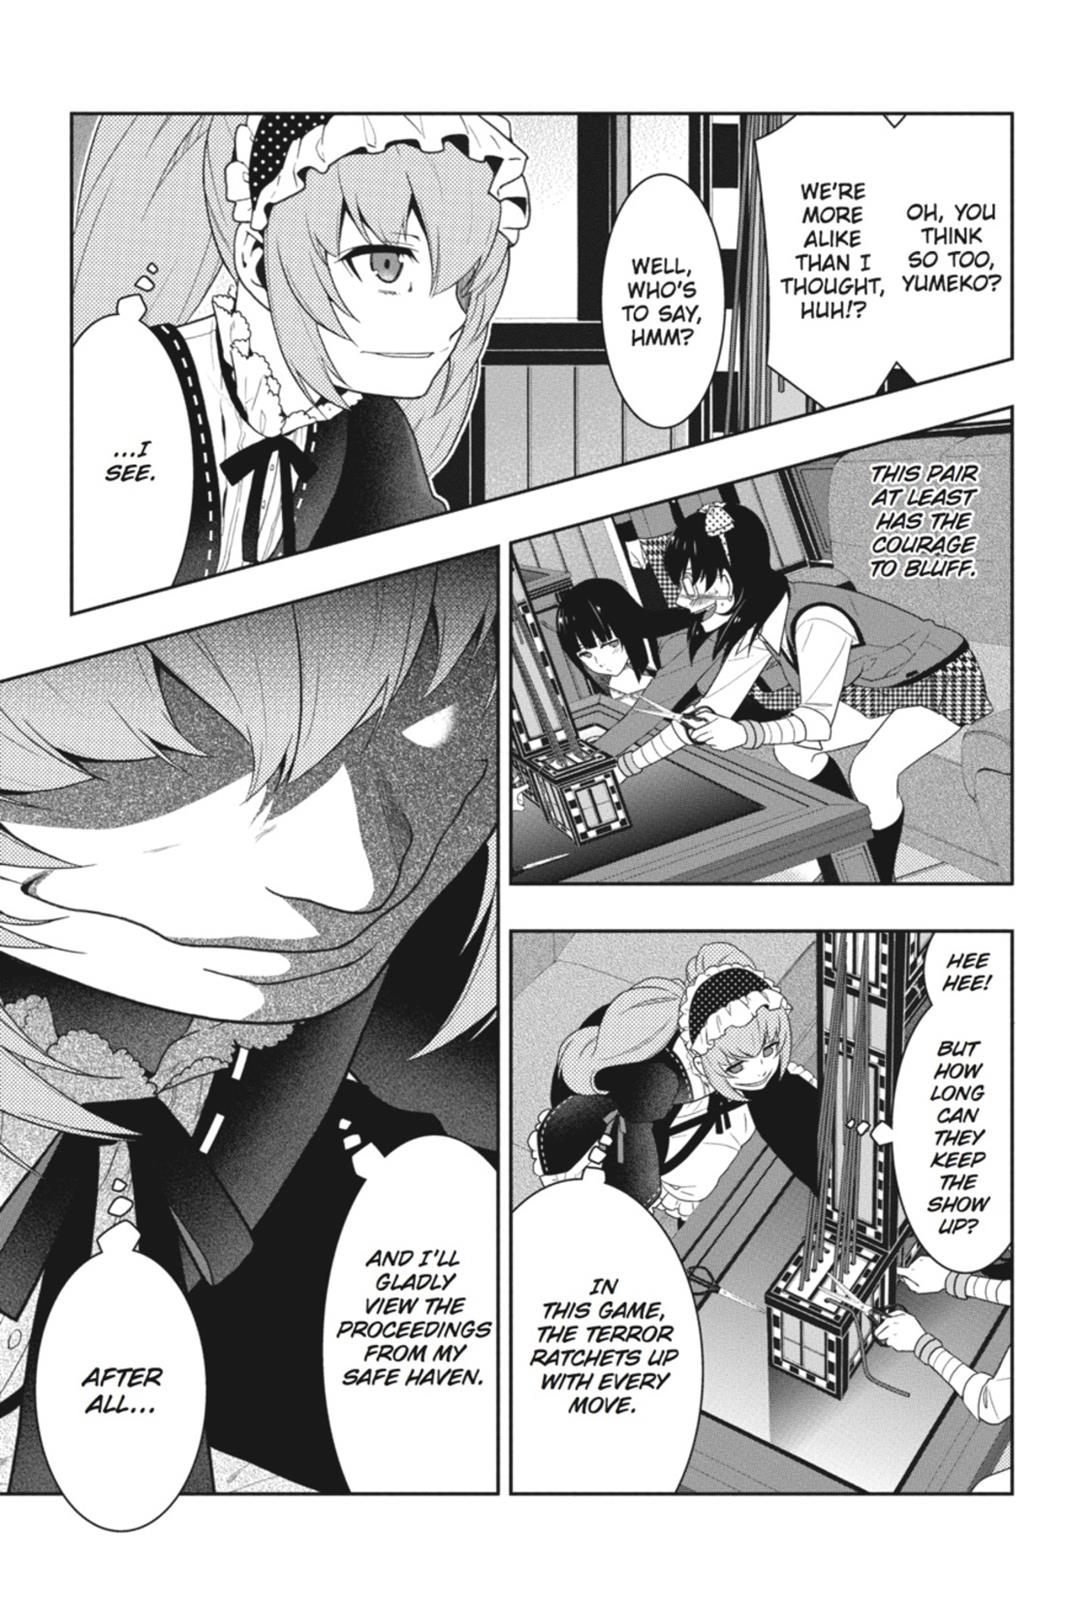 OH, YOU
THINK
SO TOO,
YUMEKO?
WE'RE
MORE
ALIKE
THAN I
THOUGHT,
HUH!?
WELL,
WHO'S
TO SAY,
HMM?
...I
SEE.
THIS PAIR
AT LEAST
HAS THE
COURAGE
TO BLUFF.
HEE
HEE!
BUT
HOW
LONG
CAN
THEY
KEEP
THE
SHOW
UP?
IN
THIS GAME,
THE TERROR
RATCHETS UP
WITH EVERY
MOVE.
AND I'LL
GLADLY
VIEW THE
PROCEEDINGS
FROM MY
SAFE HAVEN.
AFTER
ALL...